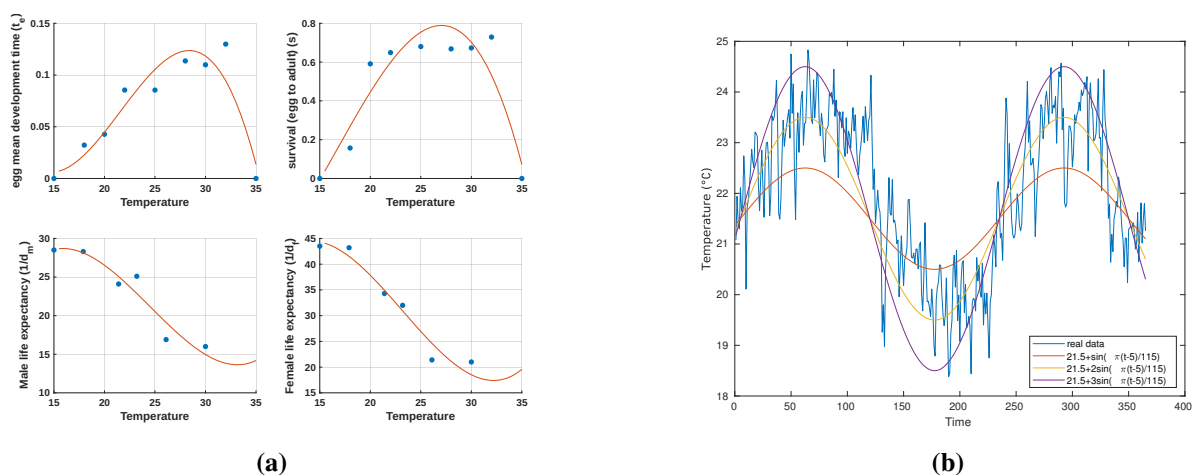 egg mean development time (t_e)
0.15
0.1
0.05
0
15 20 25 30 35
Temperature
survival (egg to adult) (s)
0.8
0.6
0.4
0.2
0
15 20 25 30 35
Temperature
Male life expectancy (1/d_m)
30
25
20
15
10
15 20 25 30 35
Temperature
Female life expectancy (1/d_f)
45
40
35
30
25
20
15
15 20 25 30 35
Temperature
(a)
Temperature (°C)
25
24
23
22
21
20
19
18
0 50 100 150 200 250 300 350 400
Time
real data
21.5+sin( π(t-5)/115)
21.5+2sin( π(t-5)/115)
21.5+3sin( π(t-5)/115)
(b)